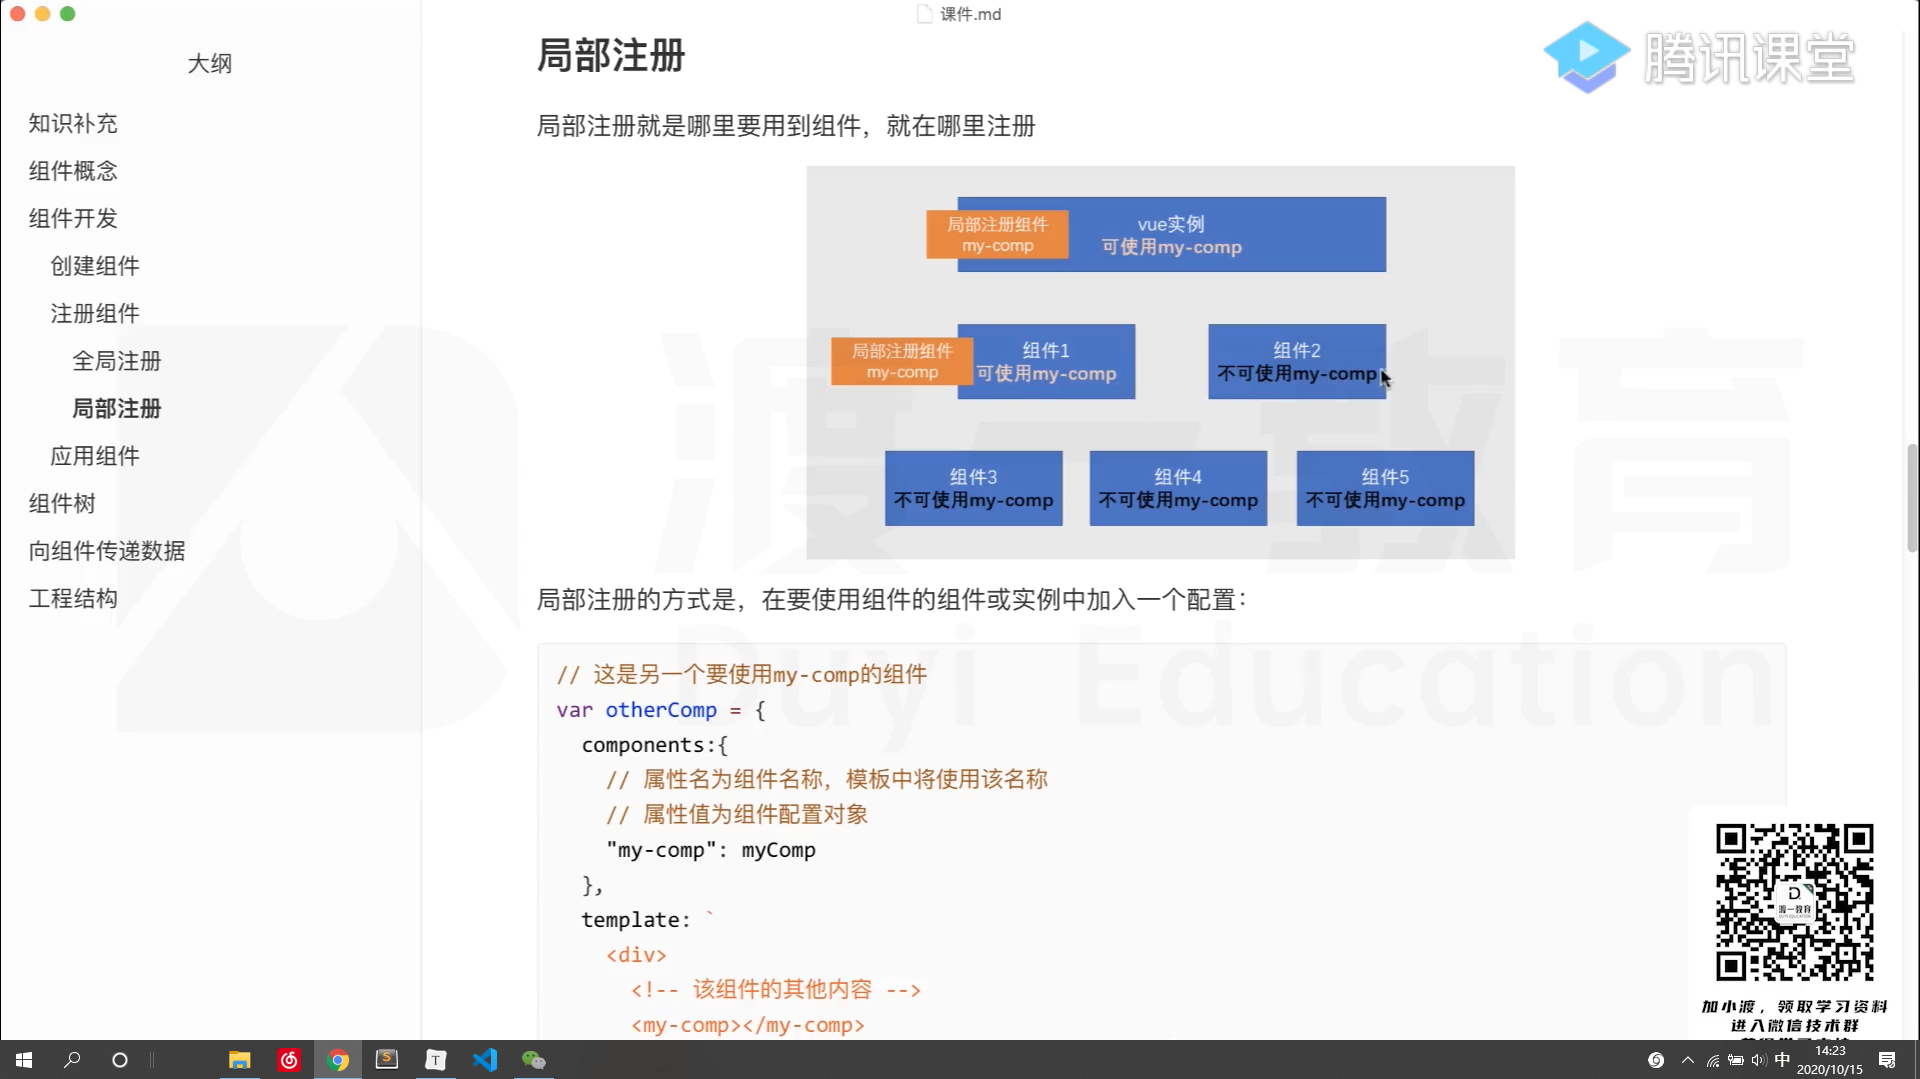 课件.md
腾讯课堂
大纲
知识补充
组件概念
组件开发
创建组件
注册组件
全局注册
局部注册
应用组件
组件树
向组件传递数据
工程结构
局部注册
局部注册就是哪里要用到组件，就在哪里注册
局部注册组件
my-comp
vue实例
可使用my-comp
局部注册组件
my-comp
组件1
可使用my-comp
组件2
不可使用my-comp
组件3
不可使用my-comp
组件4
不可使用my-comp
组件5
不可使用my-comp
渡一教育
Duyi Education
局部注册的方式是，在要使用组件的组件或实例中加入一个配置：
// 这是另一个要使用my-comp的组件
var otherComp = {
components:{
// 属性名为组件名称，模板中将使用该名称
// 属性值为组件配置对象
"my-comp": myComp
},
template: `
<div>
<!-- 该组件的其他内容 -->
<my-comp></my-comp>
渡一教育
加小渡，领取学习资料
进入微信技术群
中
14:23
2020/10/15